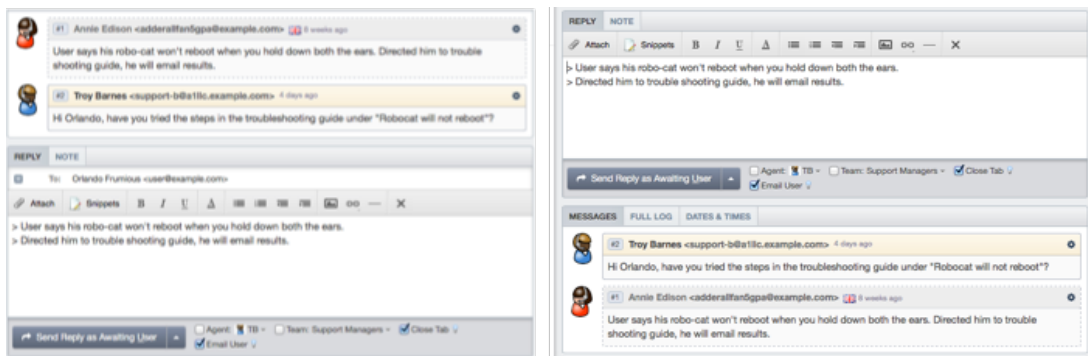 #1 Annie Edison <adderallfan5gpa@example.com> 6 weeks ago
User says his robo-cat won't reboot when you hold down both the ears. Directed him to trouble
shooting guide, he will email results.
#2 Troy Barnes <support-b@a1llc.example.com> 4 days ago
Hi Orlando, have you tried the steps in the troubleshooting guide under "Robocat will not reboot"?
REPLY NOTE
To: Orlando Frumious <user@example.com>
Attach Snippets B I U A
> User says his robo-cat won't reboot when you hold down both the ears.
> Directed him to trouble shooting guide, he will email results.
Send Reply as Awaiting User Agent: TB Team: Support Managers Close Tab
Email User
REPLY NOTE
Attach Snippets B I U A
> User says his robo-cat won't reboot when you hold down both the ears.
> Directed him to trouble shooting guide, he will email results.
Send Reply as Awaiting User Agent: TB Team: Support Managers Close Tab
Email User
MESSAGES FULL LOG DATES & TIMES
#2 Troy Barnes <support-b@a1llc.example.com> 4 days ago
Hi Orlando, have you tried the steps in the troubleshooting guide under "Robocat will not reboot"?
#1 Annie Edison <adderallfan5gpa@example.com> 6 weeks ago
User says his robo-cat won't reboot when you hold down both the ears. Directed him to trouble
shooting guide, he will email results.